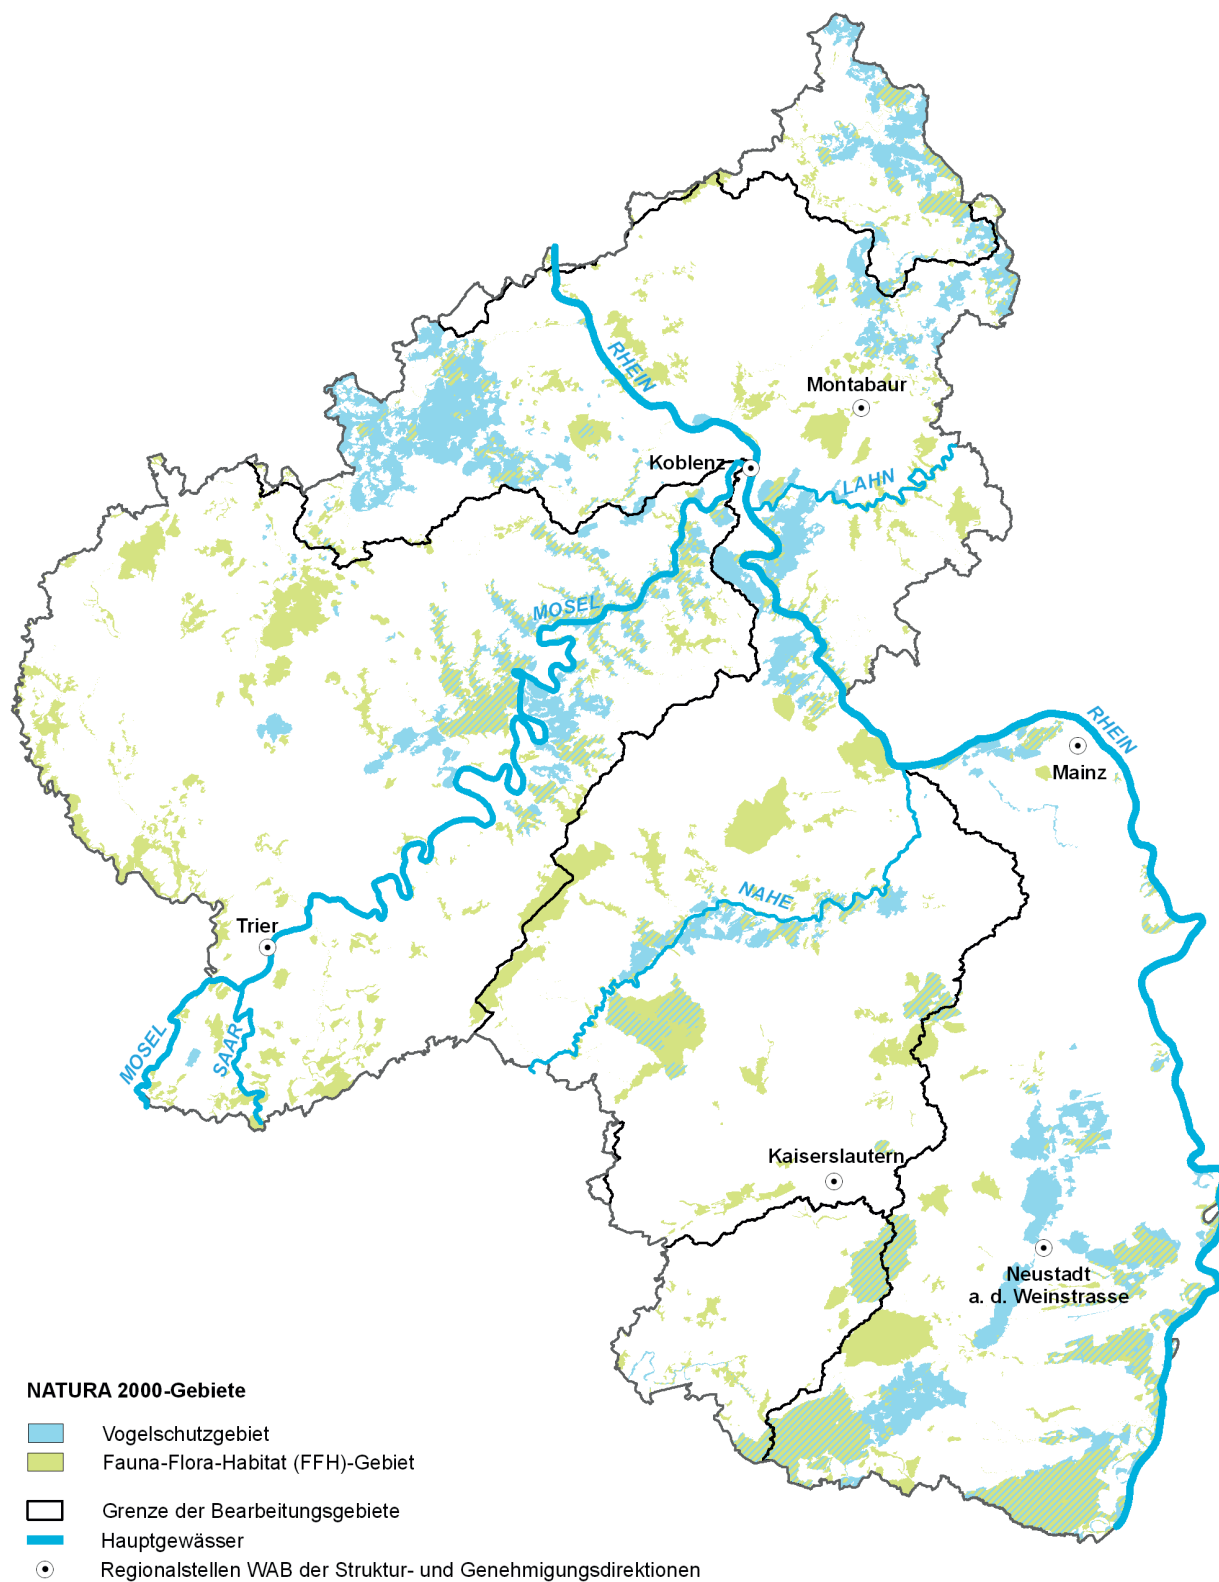 RHEIN
Montabaur
Koblenz
LAHN
MOSEL
RHEIN
Mainz
NAHE
Trier
MOSEL
SAAR
Kaiserslautern
Neustadt
a. d. Weinstrasse
NATURA 2000-Gebiete
Vogelschutzgebiet
Fauna-Flora-Habitat (FFH)-Gebiet
Grenze der Bearbeitungsgebiete
Hauptgewässer
Regionalstellen WAB der Struktur- und Genehmigungsdirektionen